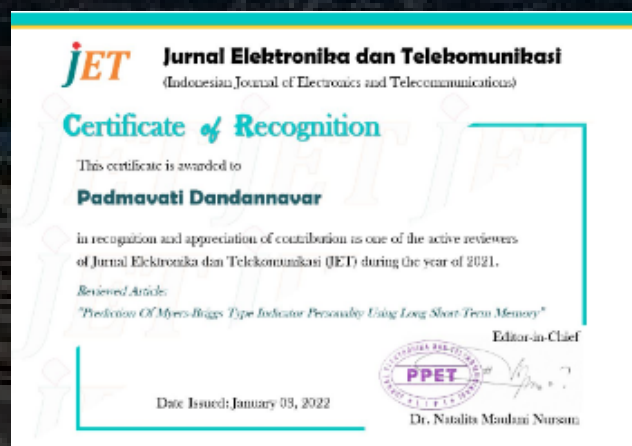 jET
Jurnal Elektronika dan Telekomunikasi
(Indonesian Journal of Electronics and Telecommunications)
Certificate of Recognition
This certificate is awarded to
Padmavati Dandannavar
in recognition and appreciation of contribution as one of the active reviewers
of Jurnal Elektronika dan Telekomunikasi (JET) during the year of 2021.
Reviewed Article:
"Prediction Of Myers-Briggs Type Indicator Personality Using Long Short-Term Memory"
Editor-in-Chief
PPET
Date Issued: January 03, 2022
Dr. Natalita Maulani Nursam